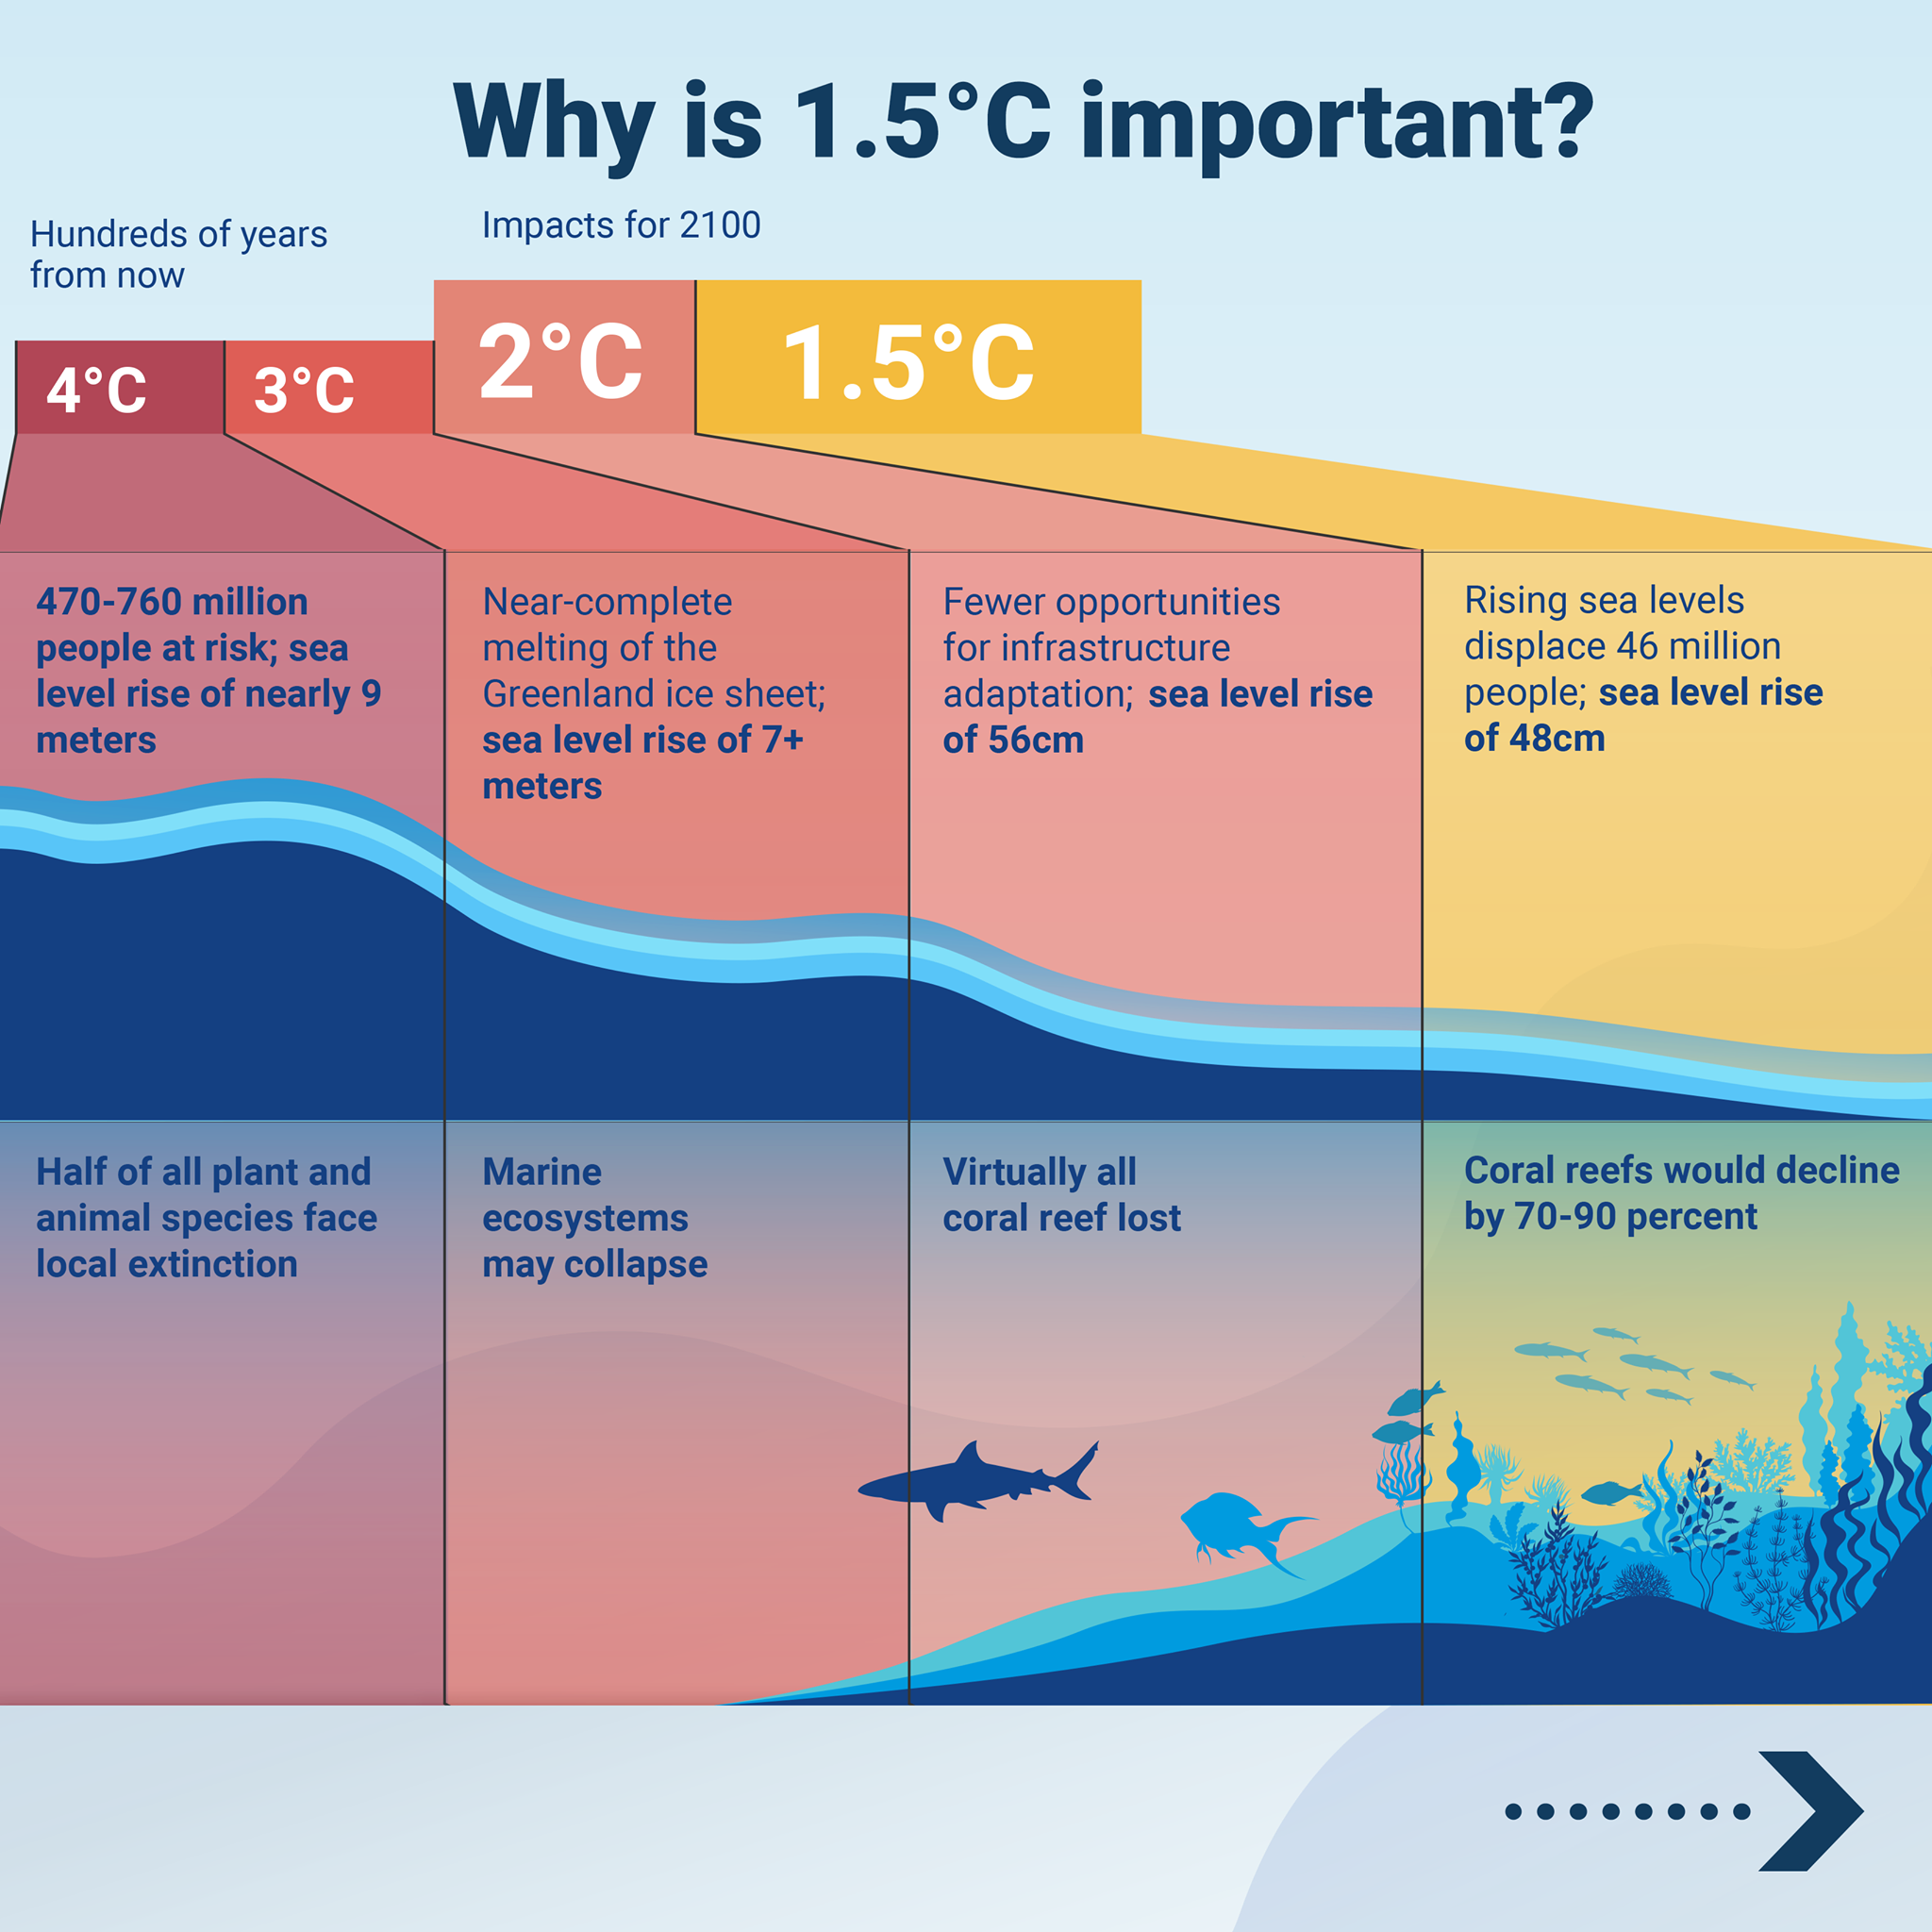 Why is 1.5°C important?
Hundreds of years
from now
Impacts for 2100
4°C
3°C
2°C
1.5°C
470-760 million
people at risk; sea
level rise of nearly 9
meters
Near-complete
melting of the
Greenland ice sheet;
sea level rise of 7+
meters
Fewer opportunities
for infrastructure
adaptation; sea level rise
of 56cm
Rising sea levels
displace 46 million
people; sea level rise
of 48cm
Half of all plant and
animal species face
local extinction
Marine
ecosystems
may collapse
Virtually all
coral reef lost
Coral reefs would decline
by 70-90 percent